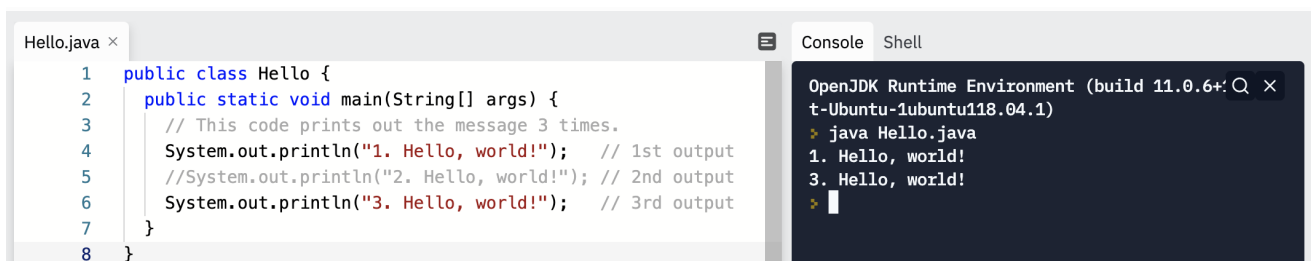 Hello.java ×
1 public class Hello {
2 public static void main(String[] args) {
3 // This code prints out the message 3 times.
4 System.out.println("1. Hello, world!"); // 1st output
5 //System.out.println("2. Hello, world!"); // 2nd output
6 System.out.println("3. Hello, world!"); // 3rd output
7 }
8 }
Console Shell
OpenJDK Runtime Environment (build 11.0.6+1
t-Ubuntu-1ubuntu118.04.1)
> java Hello.java
1. Hello, world!
3. Hello, world!
>